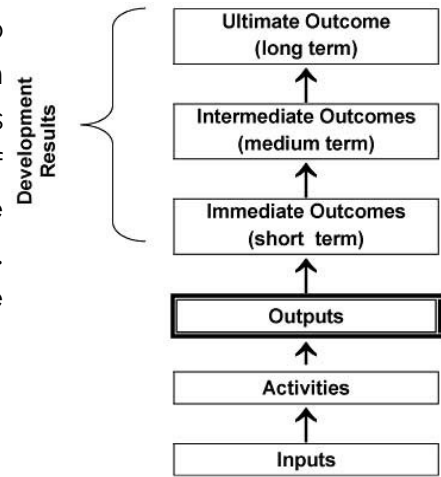 Development
Results
Ultimate Outcome
(long term)
Intermediate Outcomes
(medium term)
Immediate Outcomes
(short term)
Outputs
Activities
Inputs